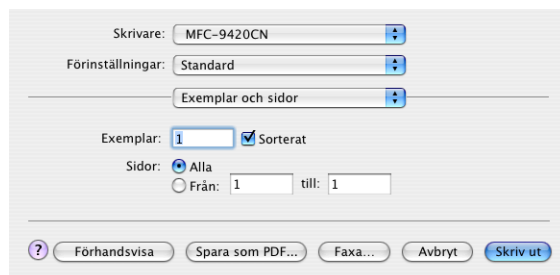 Skrivare: MFC-9420CN
Förinställningar: Standard
Exemplar och sidor
Exemplar: 1 Sorterat
Sidor: Alla
Från: 1 till: 1
? Förhandsvisa Spara som PDF... Faxa... Avbryt Skriv ut